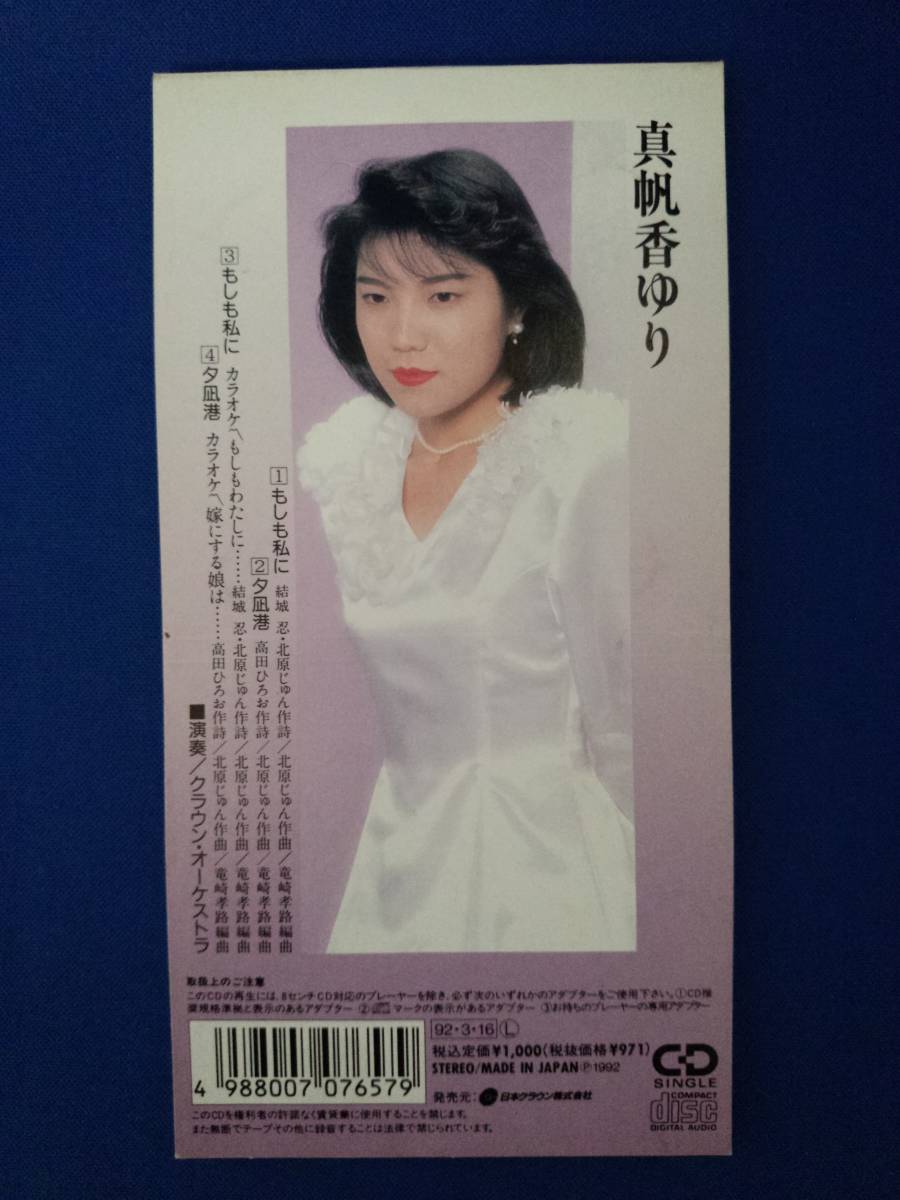 真帆香ゆり
1 もしも私に 結城 忍・北原じゅん作詩/北原じゅん作曲/竜崎孝路編曲
2 夕凪港 高田ひろお作詩/北原じゅん作曲/竜崎孝路編曲
3 もしも私に カラオケ〽もしもわたしに……結城 忍・北原じゅん作詩/北原じゅん作曲/竜崎孝路編曲
4 夕凪港 カラオケ〽嫁にする娘は……高田ひろお作詩/北原じゅん作曲/竜崎孝路編曲
■演奏/クラウン・オーケストラ
取扱上のご注意
このCDの再生には、8センチCD対応のプレーヤーを除き、必ず次のいずれかのアダプターをご使用下さい。①CD推
奨規格準拠と表示のあるアダプター ②マークの表示があるアダプター ③お持ちのプレーヤーの専用アダプター
92・3・16 L
税込定価¥1,000(税抜価格¥971)
STEREO/MADE IN JAPAN Ⓟ1992
発売元: 日本クラウン株式会社
4 988007 076579
CD
SINGLE
COMPACT
disc
DIGITAL AUDIO
このCDを権利者の許諾なく賃貸業に使用することを禁じます。
また無断でテープその他に録音することは法律で禁じられています。